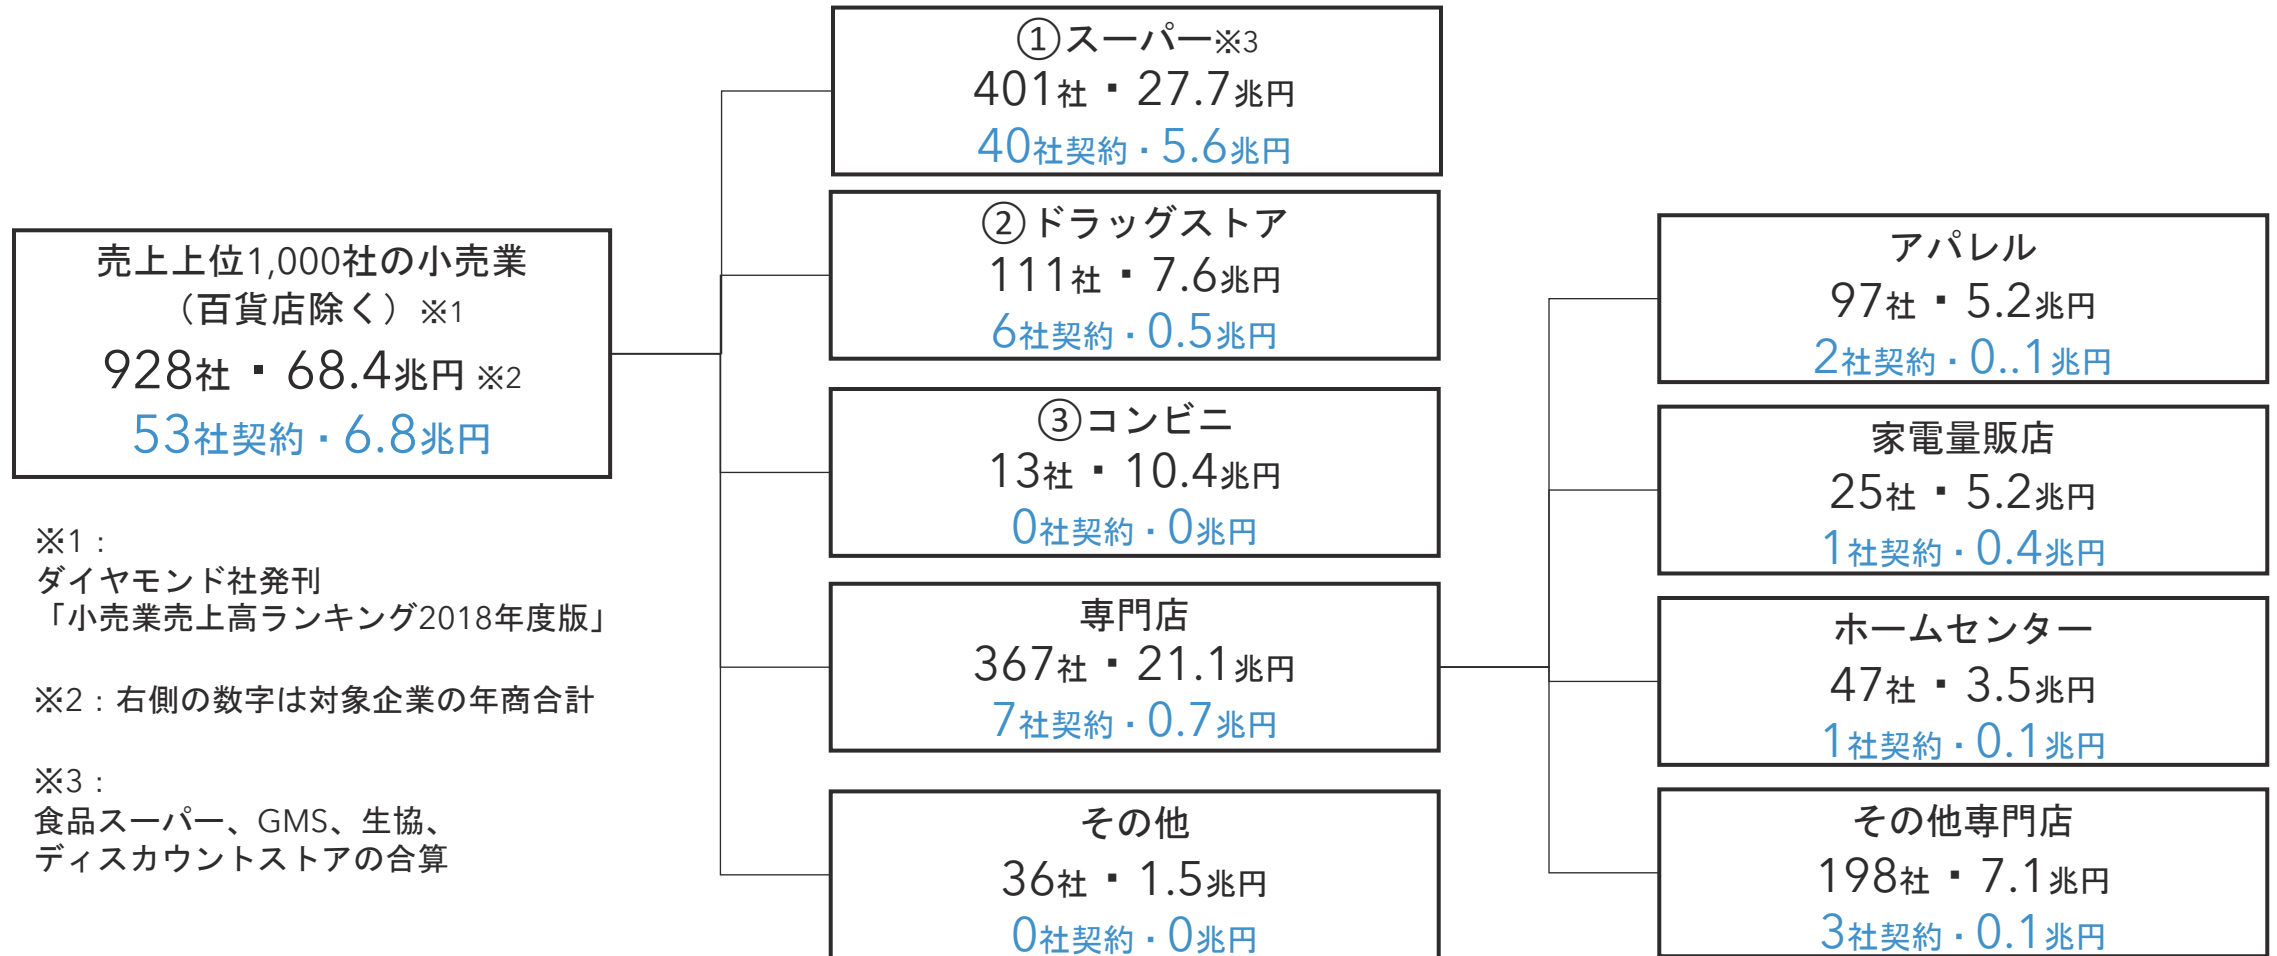 売上上位1,000社の小売業
（百貨店除く）※1
928社・68.4兆円 ※2
53社契約・6.8兆円
※1：
ダイヤモンド社発刊
「小売業売上高ランキング2018年度版」
※2：右側の数字は対象企業の年商合計
※3：
食品スーパー、GMS、生協、
ディスカウントストアの合算
①スーパー※3
401社・27.7兆円
40社契約・5.6兆円
②ドラッグストア
111社・7.6兆円
6社契約・0.5兆円
③コンビニ
13社・10.4兆円
0社契約・0兆円
専門店
367社・21.1兆円
7社契約・0.7兆円
その他
36社・1.5兆円
0社契約・0兆円
アパレル
97社・5.2兆円
2社契約・0..1兆円
家電量販店
25社・5.2兆円
1社契約・0.4兆円
ホームセンター
47社・3.5兆円
1社契約・0.1兆円
その他専門店
198社・7.1兆円
3社契約・0.1兆円